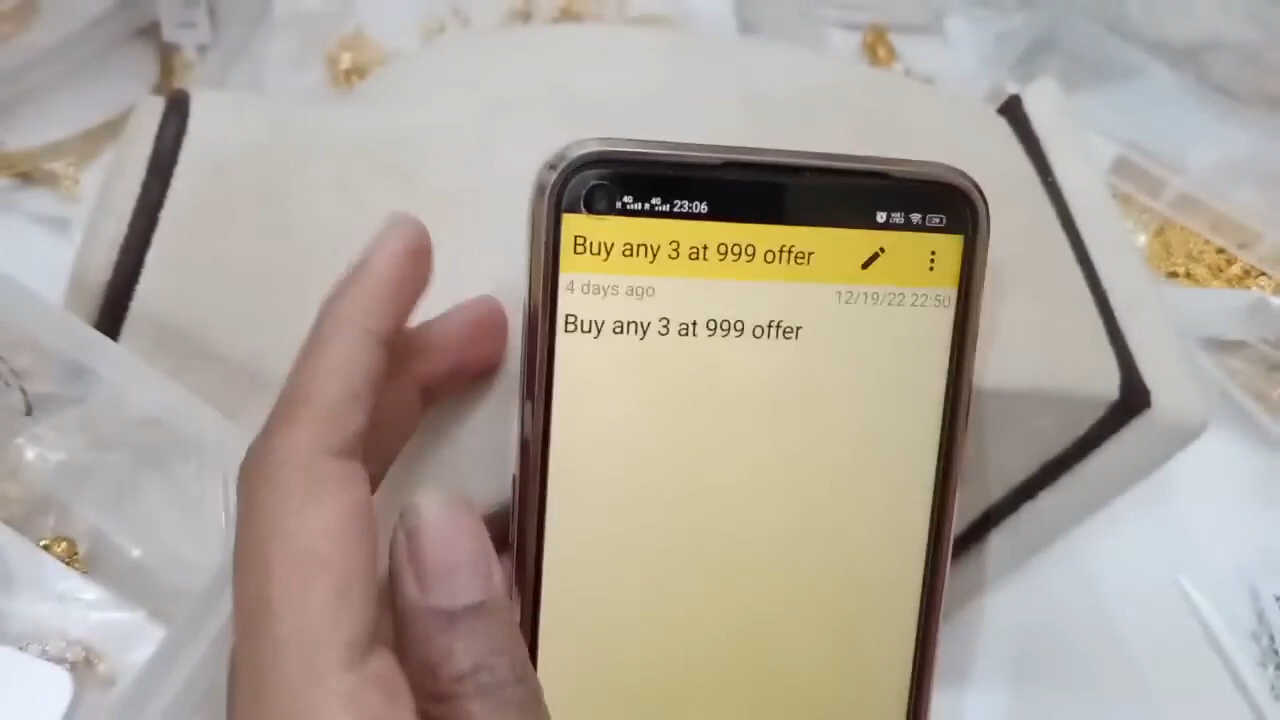 23:06
Buy any 3 at 999 offer
4 days ago 12/19/22 22:50
Buy any 3 at 999 offer